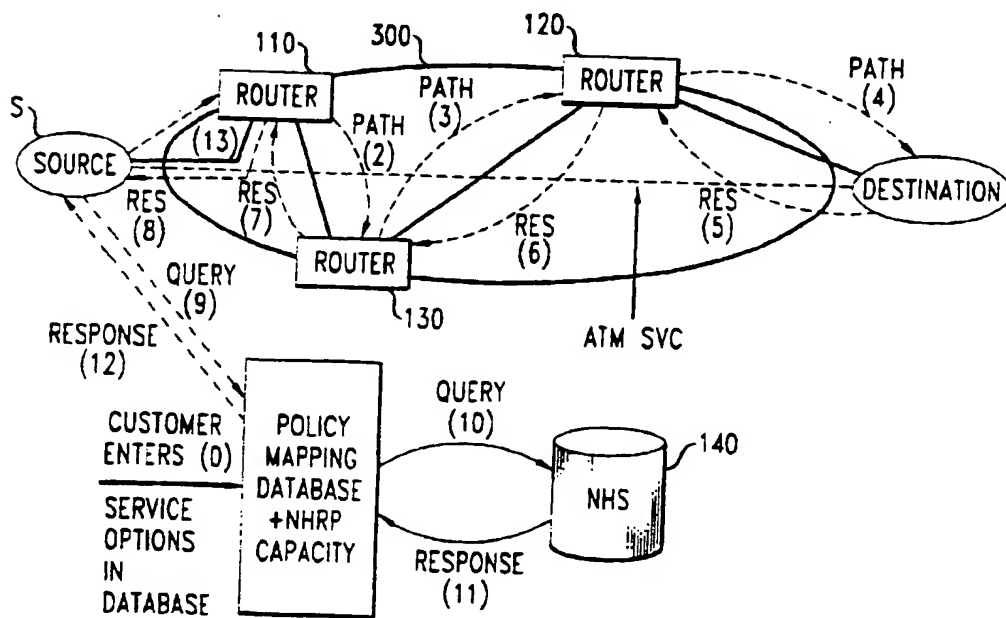 110
300
120
ROUTER
ROUTER
PATH
(3)
PATH
(4)
S
SOURCE
(13)
PATH
(2)
RES
(8)
RES
(7)
RES
(6)
RES
(5)
DESTINATION
ROUTER
130
ATM SVC
QUERY
(9)
RESPONSE
(12)
CUSTOMER
ENTERS (0)
SERVICE
OPTIONS
IN
DATABASE
POLICY
MAPPING
DATABASE
+NHRP
CAPACITY
QUERY
(10)
RESPONSE
(11)
NHS
140